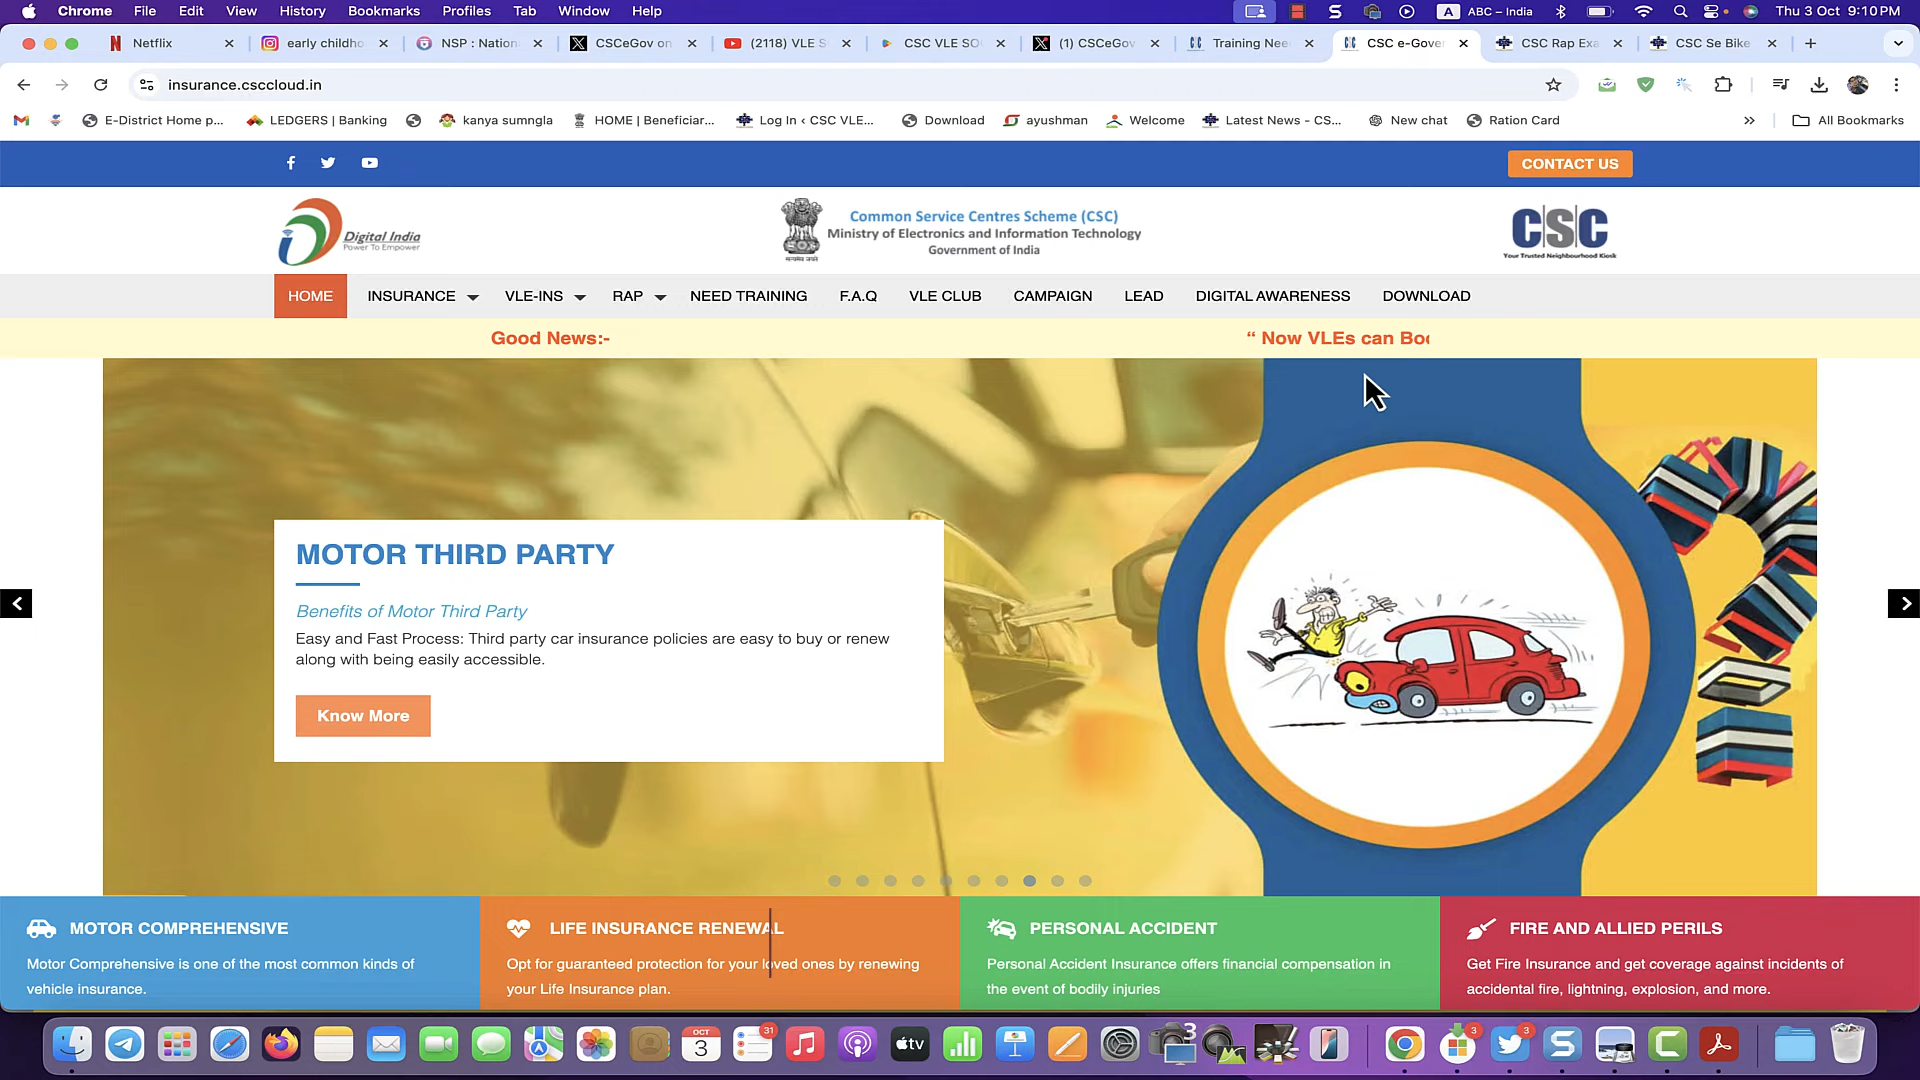 Chrome File Edit View History Bookmarks Profiles Tab Window Help A ABC – India Thu 3 Oct 9:10 PM
Netflix early childho NSP : Nation CSCeGov on (2118) VLE S CSC VLE SO (1) CSCeGov Training Nee CSC e-Gover CSC Rap Exa CSC Se Bike
insurance.csccloud.in
E-District Home p... LEDGERS | Banking kanya sumngla HOME | Beneficiar... Log In ‹ CSC VLE... Download ayushman Welcome Latest News - CS... New chat Ration Card » All Bookmarks
CONTACT US
Digital India
Power To Empower
सत्यमेव जयते
Common Service Centres Scheme (CSC)
Ministry of Electronics and Information Technology
Government of India
CSC
Your Trusted Neighbourhood Kiosk
HOME INSURANCE VLE-INS RAP NEED TRAINING F.A.Q VLE CLUB CAMPAIGN LEAD DIGITAL AWARENESS DOWNLOAD
Good News:- “ Now VLEs can Boo
MOTOR THIRD PARTY
Benefits of Motor Third Party
Easy and Fast Process: Third party car insurance policies are easy to buy or renew
along with being easily accessible.
Know More
MOTOR COMPREHENSIVE
Motor Comprehensive is one of the most common kinds of
vehicle insurance.
LIFE INSURANCE RENEWAL
Opt for guaranteed protection for your loved ones by renewing
your Life Insurance plan.
PERSONAL ACCIDENT
Personal Accident Insurance offers financial compensation in
the event of bodily injuries
FIRE AND ALLIED PERILS
Get Fire Insurance and get coverage against incidents of
accidental fire, lightning, explosion, and more.
OCT 31 tv 3 3 3
3